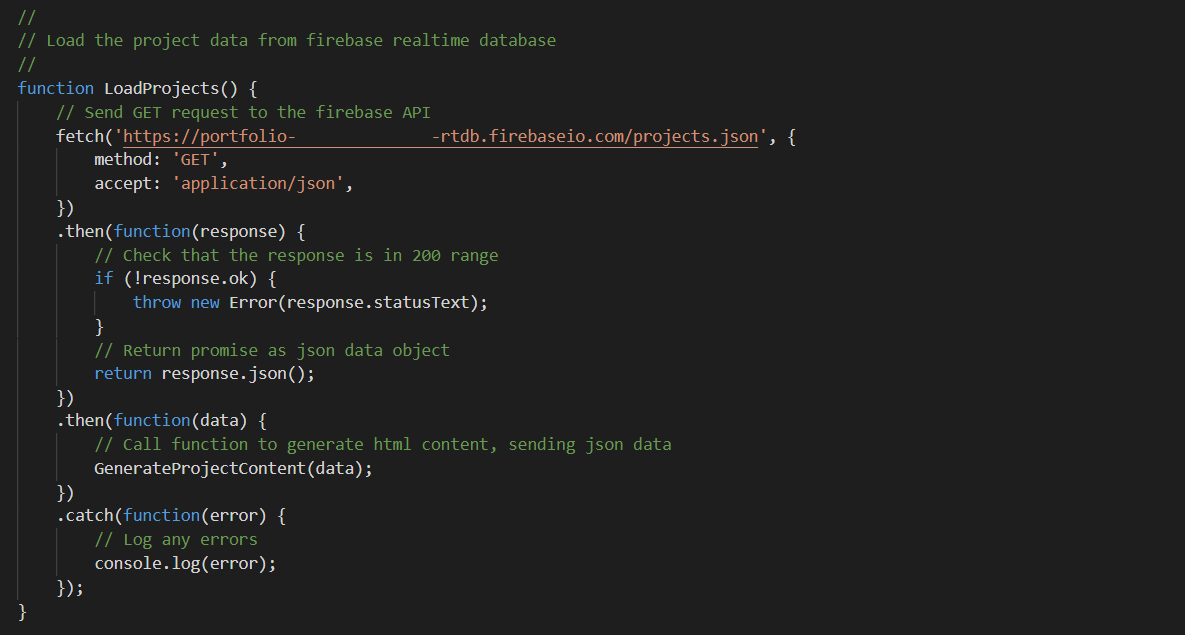 //
// Load the project data from firebase realtime database
//
function LoadProjects() {
    // Send GET request to the firebase API
    fetch('https://portfolio-              -rtdb.firebaseio.com/projects.json', {
        method: 'GET',
        accept: 'application/json',
    })
    .then(function(response) {
        // Check that the response is in 200 range
        if (!response.ok) {
            throw new Error(response.statusText);
        }
        // Return promise as json data object
        return response.json();
    })
    .then(function(data) {
        // Call function to generate html content, sending json data
        GenerateProjectContent(data);
    })
    .catch(function(error) {
        // Log any errors
        console.log(error);
    });
}